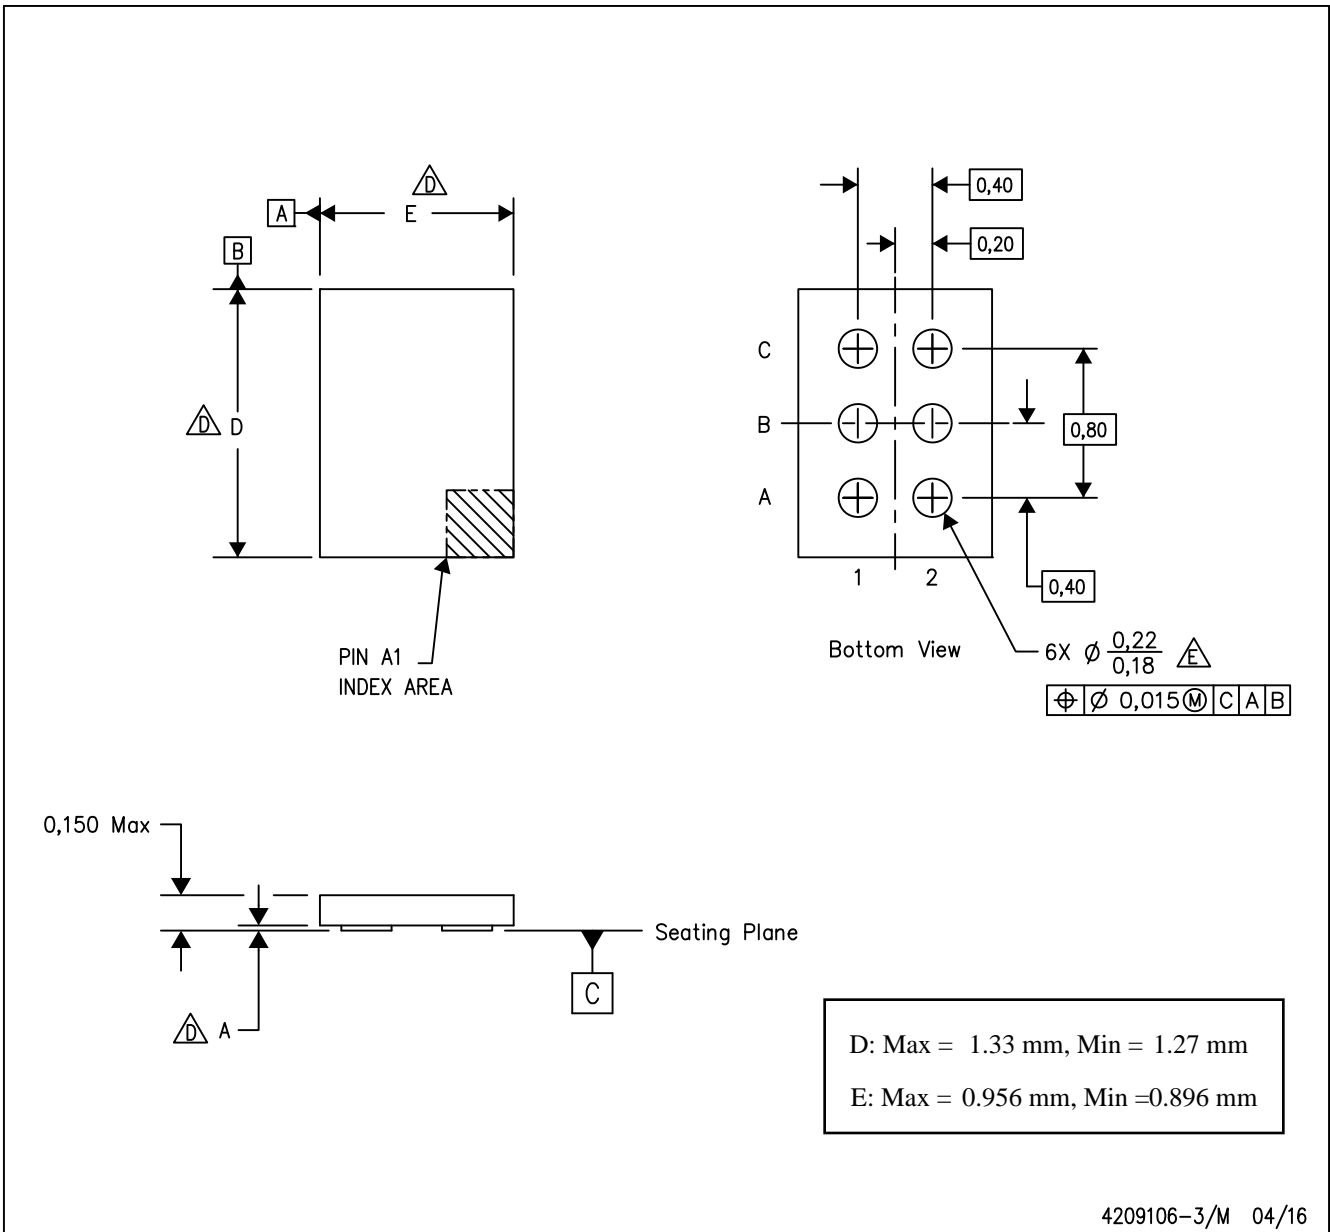 D
A
E
B
D
D
PIN A1
INDEX AREA
0,40
0,20
C
B
A
0,80
0,40
1
2
Bottom View
6X Ø 0,22
0,18
E
⌖ Ø 0,015 Ⓜ C A B
0,150 Max
Seating Plane
C
D
A
D: Max = 1.33 mm, Min = 1.27 mm
E: Max = 0.956 mm, Min =0.896 mm
4209106-3/M 04/16